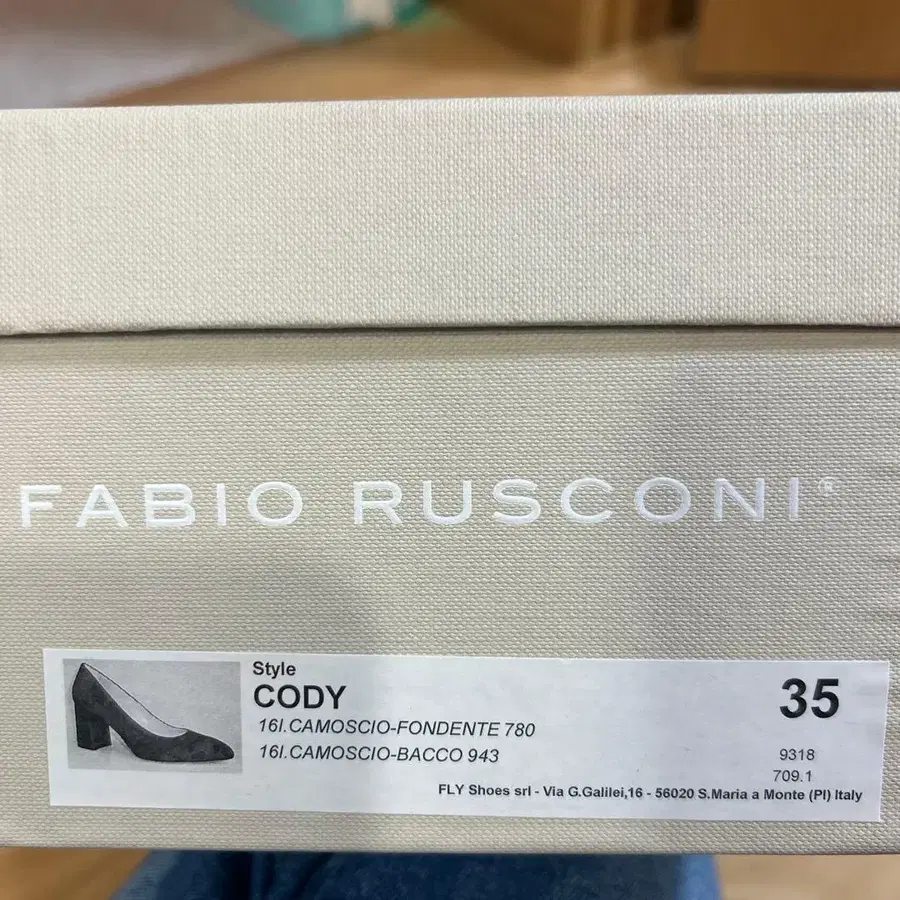 FABIO RUSCONI®
Style
CODY
35
16I.CAMOSCIO-FONDENTE 780
16I.CAMOSCIO-BACCO 943
9318
709.1
FLY Shoes srl - Via G.Galilei,16 - 56020 S.Maria a Monte (PI) Italy